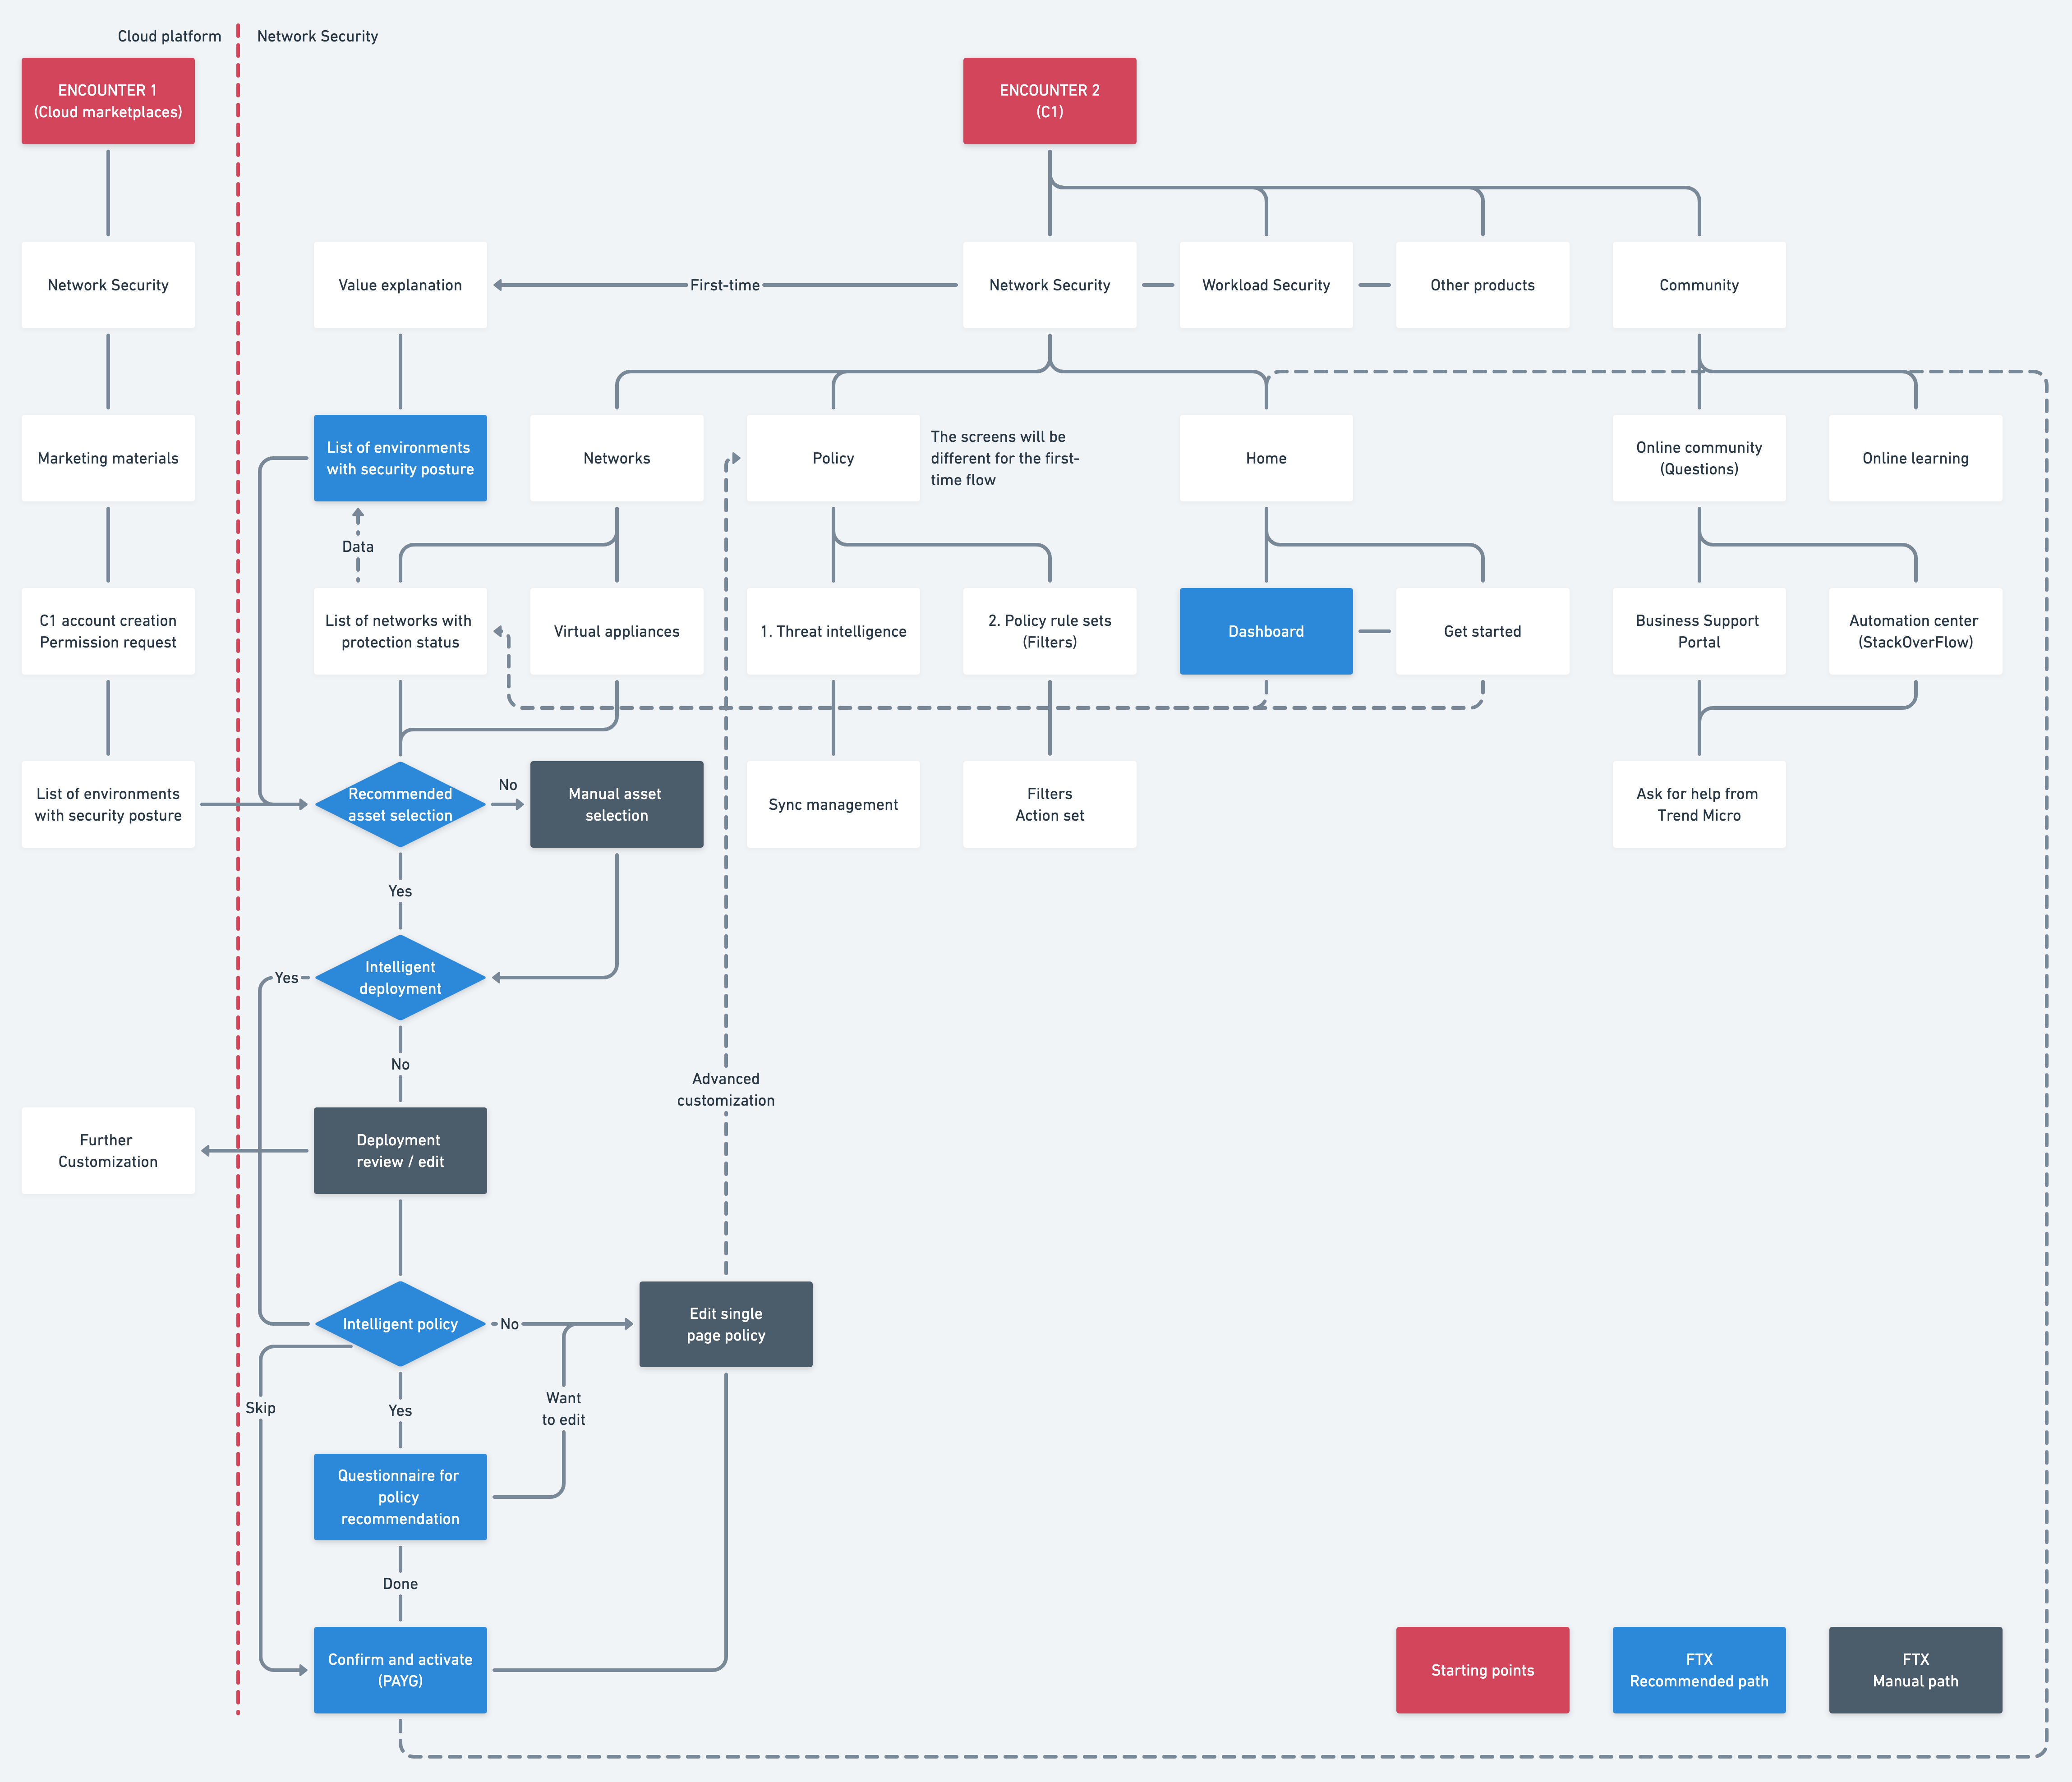 Cloud platform
Network Security
ENCOUNTER 1
(Cloud marketplaces)
ENCOUNTER 2
(C1)
Network Security
Value explanation
First-time
Network Security
Workload Security
Other products
Community
Marketing materials
List of environments
with security posture
Networks
Policy
The screens will be
different for the first-
time flow
Home
Online community
(Questions)
Online learning
Data
C1 account creation
Permission request
List of networks with
protection status
Virtual appliances
1. Threat intelligence
2. Policy rule sets
(Filters)
Dashboard
Get started
Business Support
Portal
Automation center
(StackOverFlow)
List of environments
with security posture
Recommended
asset selection
No
Manual asset
selection
Sync management
Filters
Action set
Ask for help from
Trend Micro
Yes
Yes
Intelligent
deployment
No
Advanced
customization
Further
Customization
Deployment
review / edit
Intelligent policy
No
Edit single
page policy
Skip
Yes
Want
to edit
Questionnaire for
policy
recommendation
Done
Confirm and activate
(PAYG)
Starting points
FTX
Recommended path
FTX
Manual path